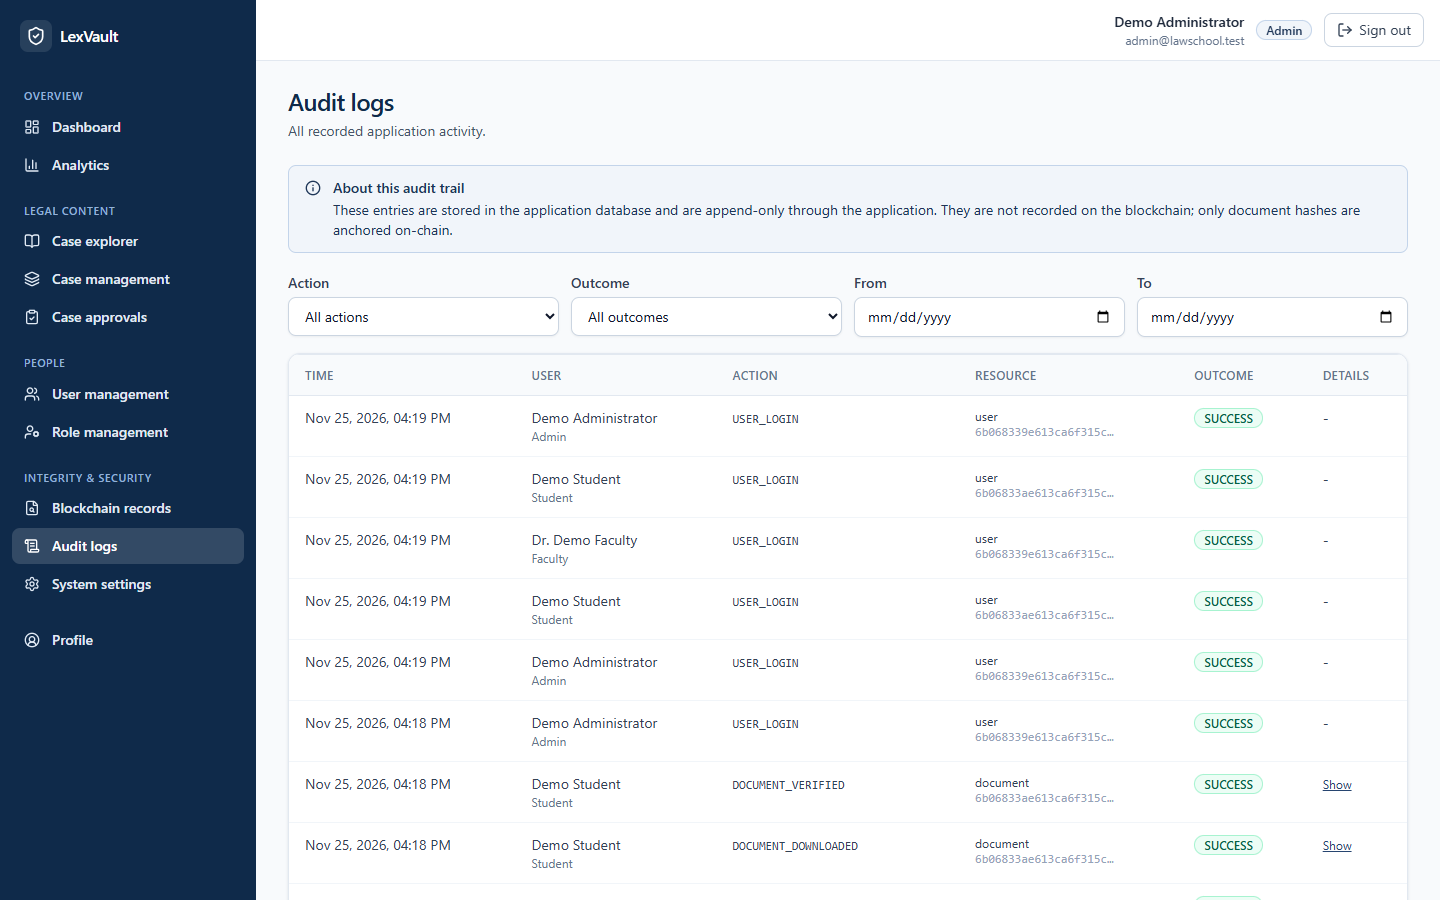 LexVault
OVERVIEW
Dashboard
Analytics
LEGAL CONTENT
Case explorer
Case management
Case approvals
PEOPLE
User management
Role management
INTEGRITY & SECURITY
Blockchain records
Audit logs
System settings
Profile
Demo Administrator
admin@lawschool.test
Admin
Sign out
Audit logs
All recorded application activity.
About this audit trail
These entries are stored in the application database and are append-only through the application. They are not recorded on the blockchain; only document hashes are
anchored on-chain.
Action Outcome From To
All actions All outcomes mm/dd/yyyy mm/dd/yyyy
TIME USER ACTION RESOURCE OUTCOME DETAILS
Nov 25, 2026, 04:19 PM Demo Administrator USER_LOGIN user SUCCESS -
Admin 6b068339e613ca6f315c…
Nov 25, 2026, 04:19 PM Demo Student USER_LOGIN user SUCCESS -
Student 6b06833ae613ca6f315c…
Nov 25, 2026, 04:19 PM Dr. Demo Faculty USER_LOGIN user SUCCESS -
Faculty 6b068339e613ca6f315c…
Nov 25, 2026, 04:19 PM Demo Student USER_LOGIN user SUCCESS -
Student 6b06833ae613ca6f315c…
Nov 25, 2026, 04:19 PM Demo Administrator USER_LOGIN user SUCCESS -
Admin 6b068339e613ca6f315c…
Nov 25, 2026, 04:18 PM Demo Administrator USER_LOGIN user SUCCESS -
Admin 6b068339e613ca6f315c…
Nov 25, 2026, 04:18 PM Demo Student DOCUMENT_VERIFIED document SUCCESS Show
Student 6b06833ae613ca6f315c…
Nov 25, 2026, 04:18 PM Demo Student DOCUMENT_DOWNLOADED document SUCCESS Show
Student 6b06833ae613ca6f315c…